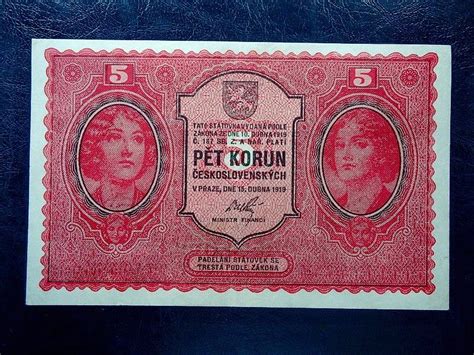 5 5
TATO STÁTOVKA VYDANÁ PODLE
ZÁKONA ZE DNE 10. DUBNA 1919
Č. 187 SB. Z. A NAŘ. PLATÍ
PĚT KORUN
ČESKOSLOVENSKÝCH
V PRAZE, DNE 15. DUBNA 1919
MINISTR FINANCÍ
PADĚLÁNÍ STÁTOVEK SE
TRESTÁ PODLE ZÁKONA